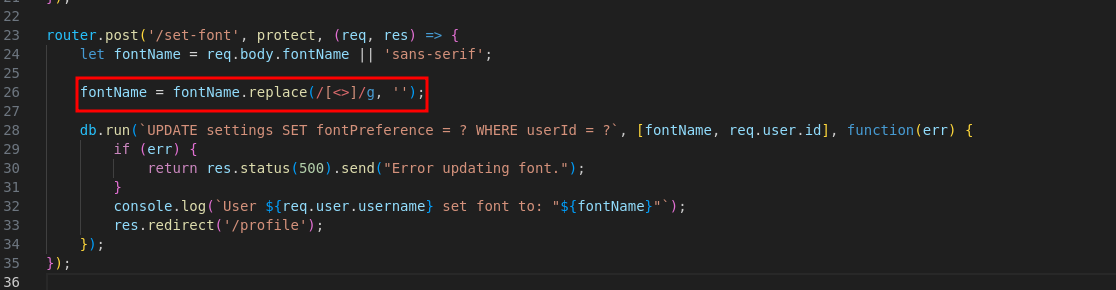 21 });
22
23 router.post('/set-font', protect, (req, res) => {
24     let fontName = req.body.fontName || 'sans-serif';
25
26     fontName = fontName.replace(/[<>]/g, '');
27
28     db.run(`UPDATE settings SET fontPreference = ? WHERE userId = ?`, [fontName, req.user.id], function(err) {
29         if (err) {
30             return res.status(500).send("Error updating font.");
31         }
32         console.log(`User ${req.user.username} set font to: "${fontName}"`);
33         res.redirect('/profile');
34     });
35 });
36